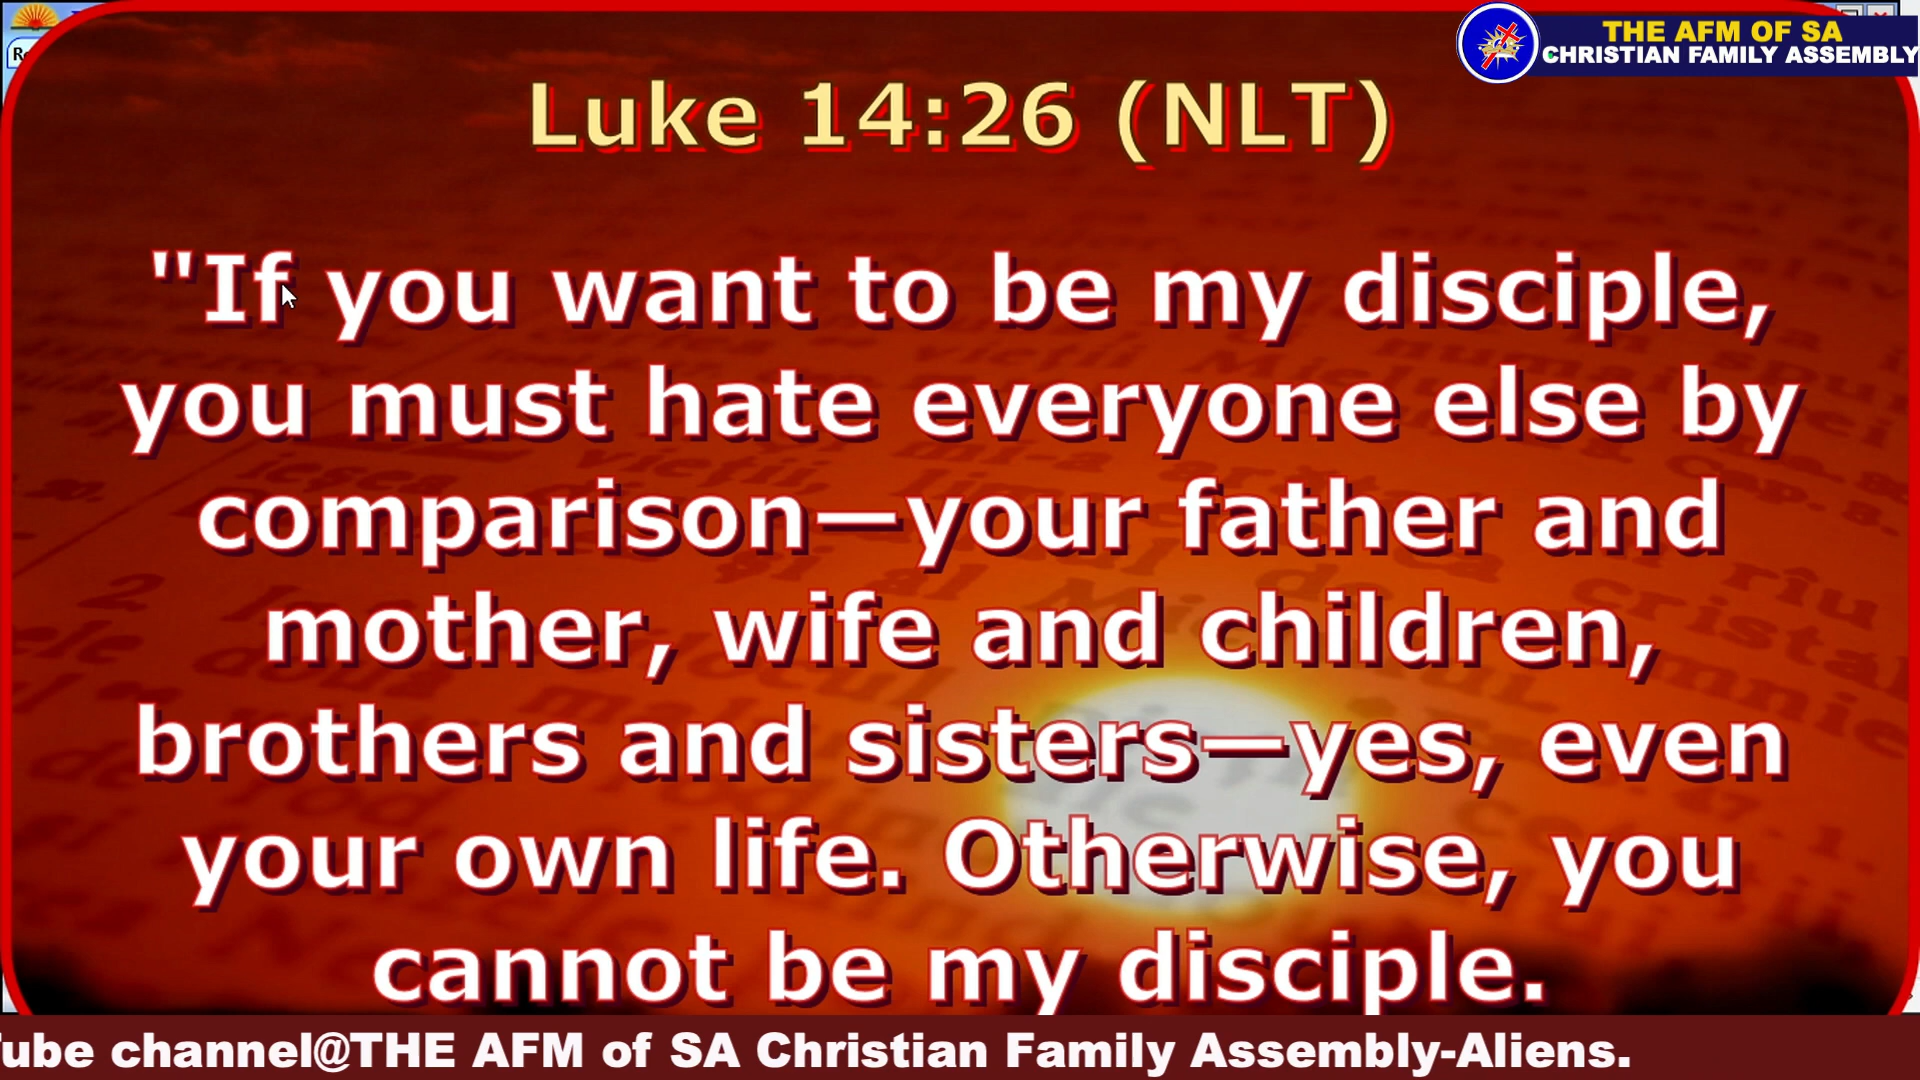 THE AFM OF SA
CHRISTIAN FAMILY ASSEMBLY
Luke 14:26 (NLT)
"If you want to be my disciple,
you must hate everyone else by
comparison—your father and
mother, wife and children,
brothers and sisters—yes, even
your own life. Otherwise, you
cannot be my disciple.
ube channel@THE AFM of SA Christian Family Assembly-Aliens.